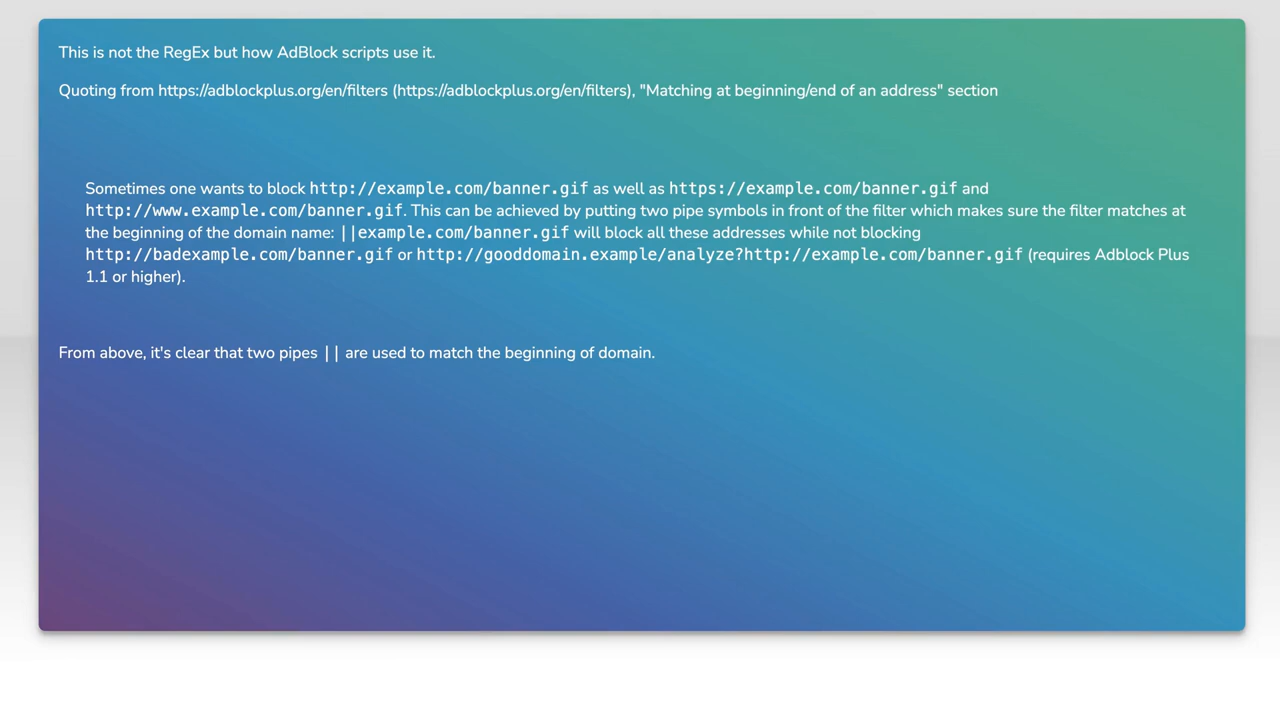 This is not the RegEx but how AdBlock scripts use it.
Quoting from https://adblockplus.org/en/filters (https://adblockplus.org/en/filters), "Matching at beginning/end of an address" section
Sometimes one wants to block http://example.com/banner.gif as well as https://example.com/banner.gif and
http://www.example.com/banner.gif. This can be achieved by putting two pipe symbols in front of the filter which makes sure the filter matches at
the beginning of the domain name: ||example.com/banner.gif will block all these addresses while not blocking
http://badexample.com/banner.gif or http://gooddomain.example/analyze?http://example.com/banner.gif (requires Adblock Plus
1.1 or higher).
From above, it's clear that two pipes || are used to match the beginning of domain.